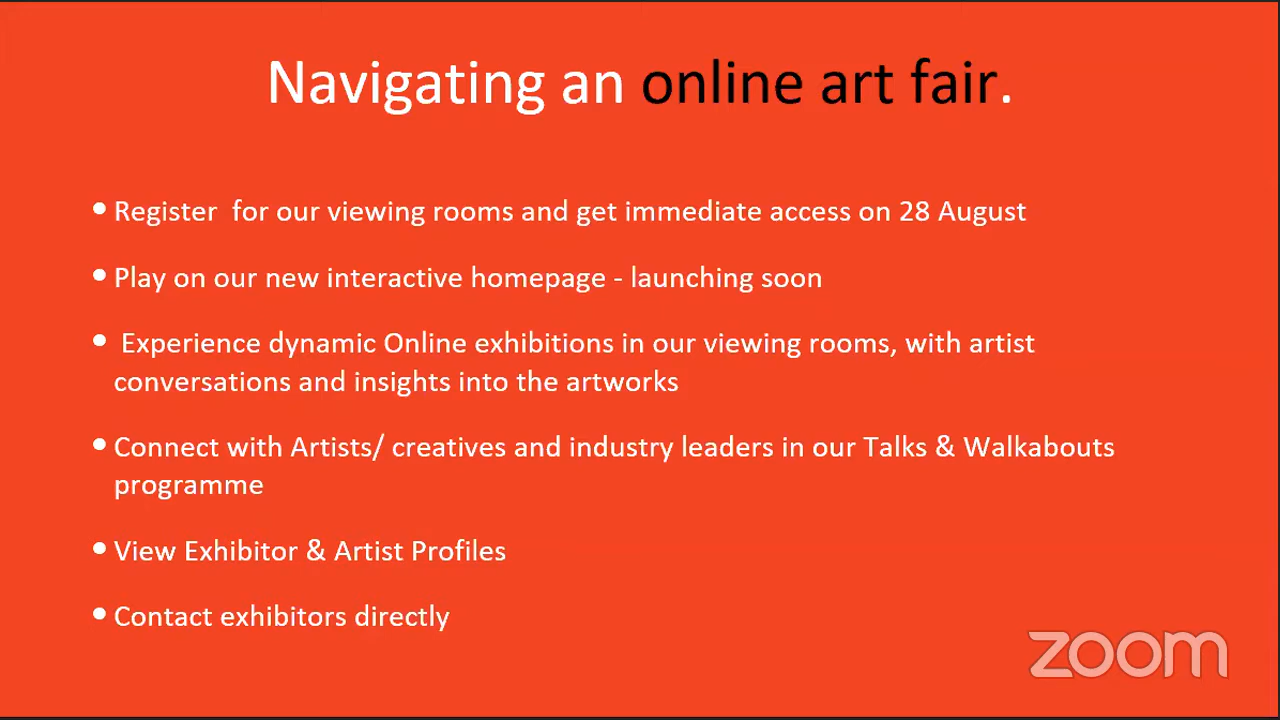 Navigating an online art fair.
• Register  for our viewing rooms and get immediate access on 28 August
• Play on our new interactive homepage - launching soon
•  Experience dynamic Online exhibitions in our viewing rooms, with artist
conversations and insights into the artworks
• Connect with Artists/ creatives and industry leaders in our Talks & Walkabouts
programme
• View Exhibitor & Artist Profiles
• Contact exhibitors directly
zoom